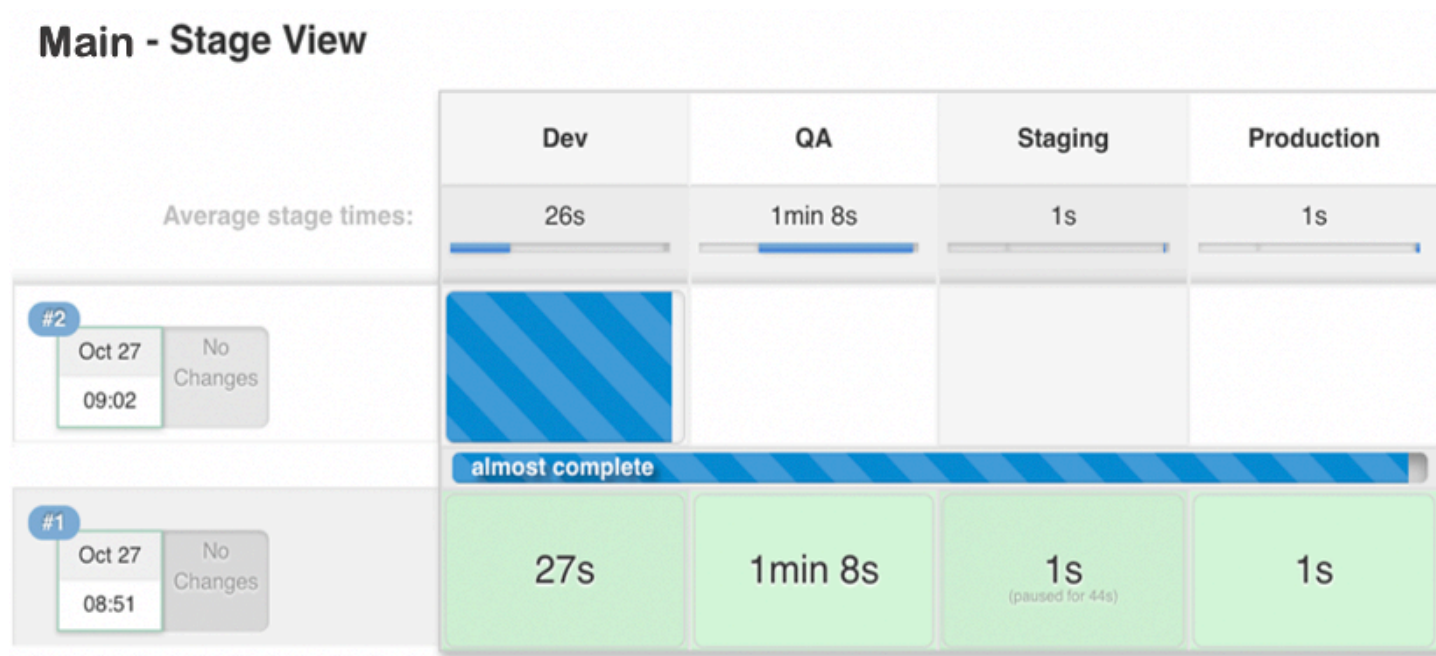 Main - Stage View
Dev QA Staging Production
Average stage times: 26s 1min 8s 1s 1s
#2
Oct 27 No
Changes
09:02
almost complete
#1
Oct 27 No
Changes
08:51
27s 1min 8s 1s 1s
(paused for 44s)